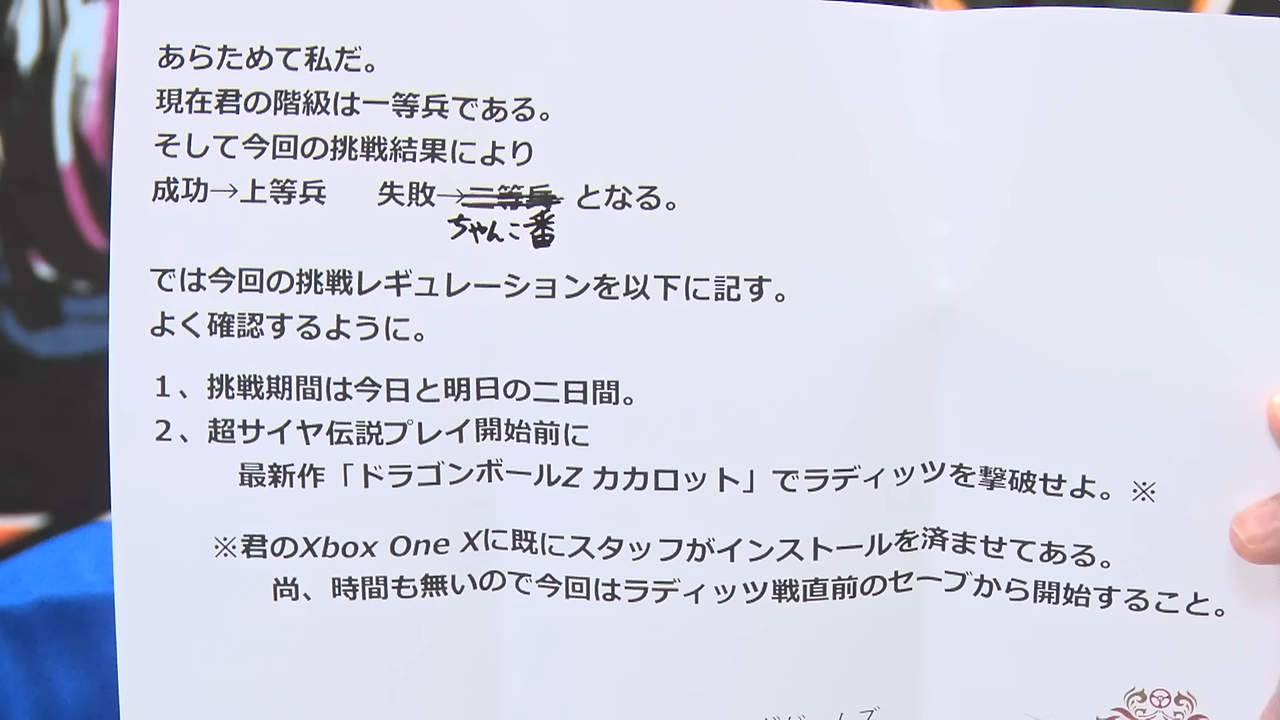 あらためて私だ。
現在君の階級は一等兵である。
そして今回の挑戦結果により
成功→上等兵　失敗→二等兵 となる。
ちゃんこ番
では今回の挑戦レギュレーションを以下に記す。
よく確認するように。
１、挑戦期間は今日と明日の二日間。
２、超サイヤ伝説プレイ開始前に
最新作「ドラゴンボールZ カカロット」でラディッツを撃破せよ。※
※君のXbox One Xに既にスタッフがインストールを済ませてある。
尚、時間も無いので今回はラディッツ戦直前のセーブから開始すること。